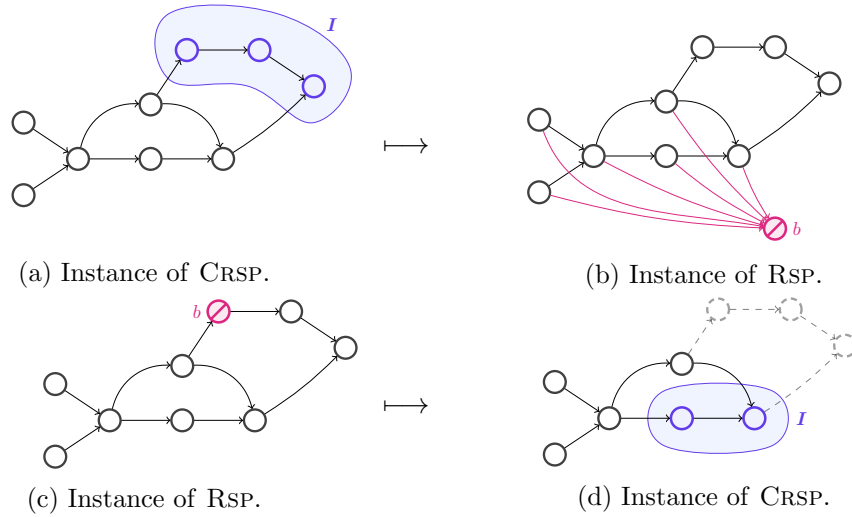 I
b
(a) Instance of CRSP.
(b) Instance of RSP.
b
I
(c) Instance of RSP.
(d) Instance of CRSP.